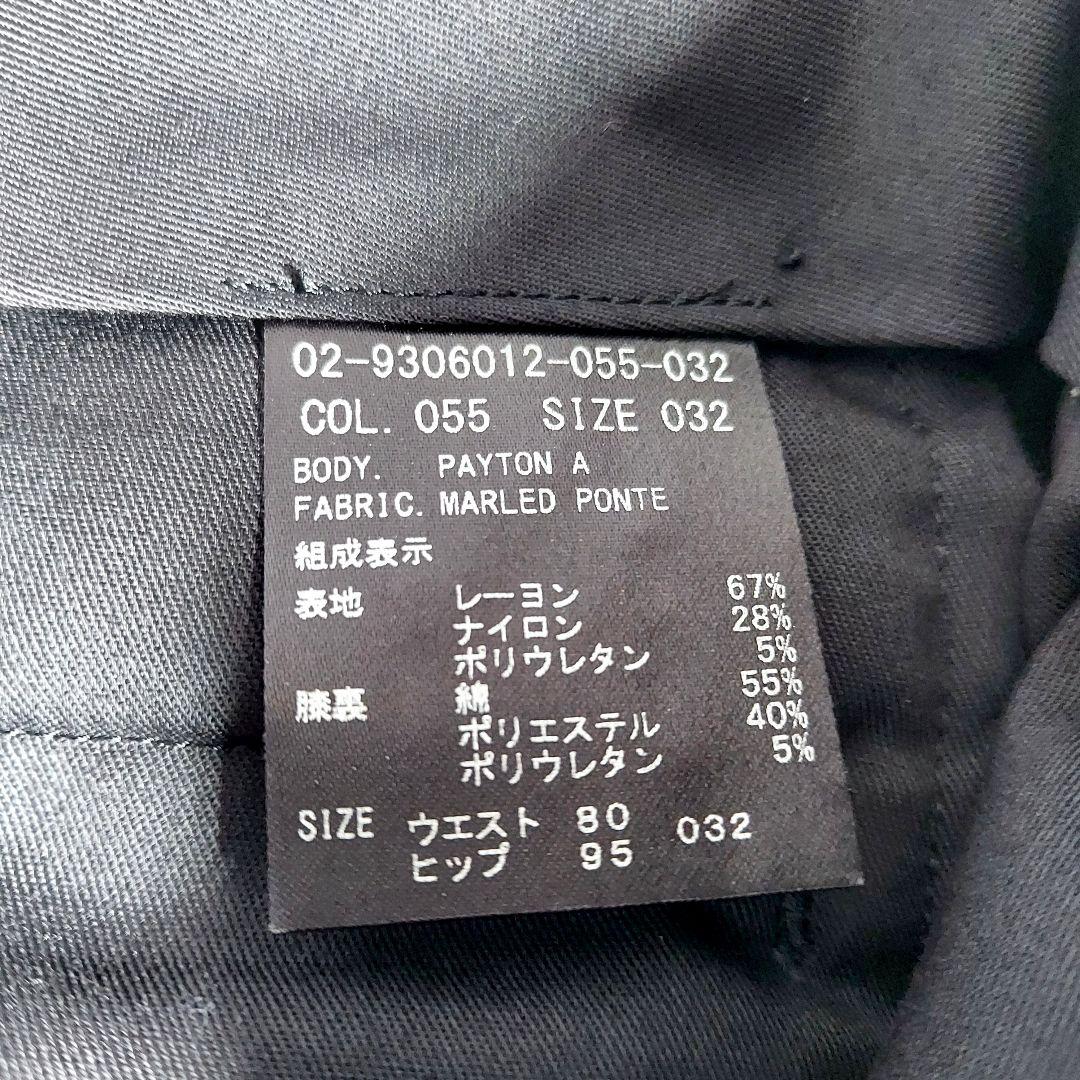 02-9306012-055-032
COL. 055 SIZE 032
BODY. PAYTON A
FABRIC. MARLED PONTE
組成表示
表地 レーヨン 67%
ナイロン 28%
ポリウレタン 5%
膝裏 綿 55%
ポリエステル 40%
ポリウレタン 5%
SIZE ウエスト 80 032
ヒップ 95